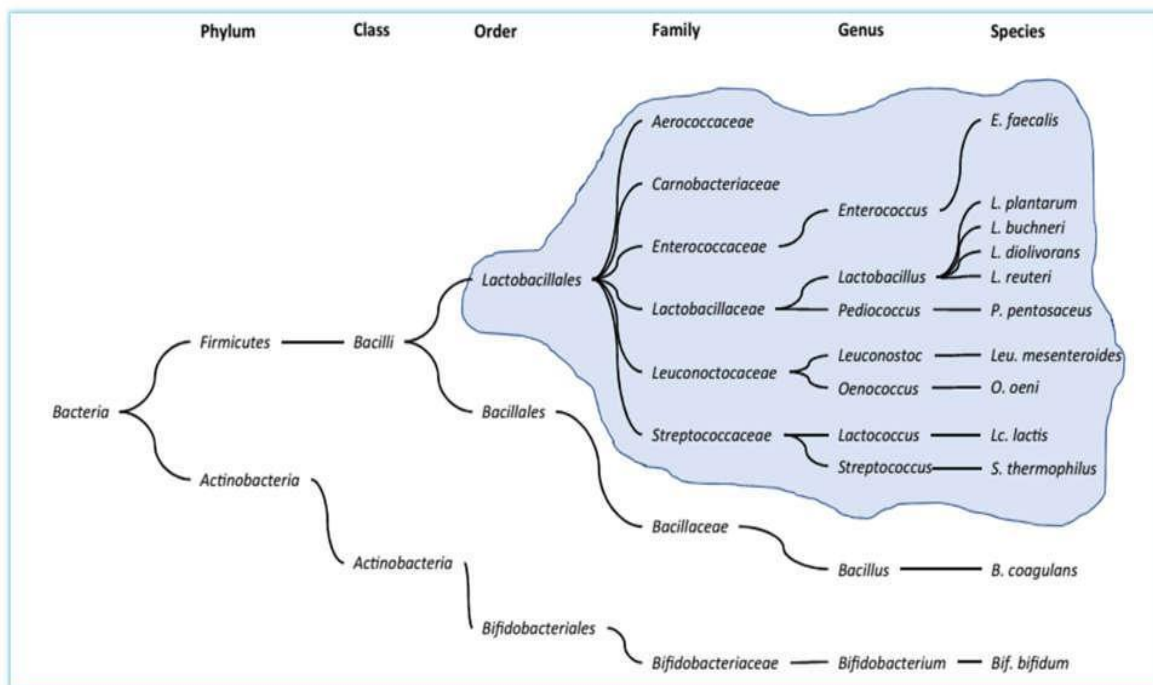 Phylum Class Order Family Genus Species
Aerococcaceae E. faecalis
Carnobacteriaceae
Enterococcus L. plantarum
L. buchneri
Enterococcaceae L. diolivorans
Lactobacillales Lactobacillus L. reuteri
Lactobacillaceae Pediococcus P. pentosaceus
Firmicutes Bacilli Leuconostoc Leu. mesenteroides
Leuconoctocaceae Oenococcus O. oeni
Bacteria Bacillales
Streptococcaceae Lactococcus Lc. lactis
Actinobacteria Streptococcus S. thermophilus
Bacillaceae
Actinobacteria Bacillus B. coagulans
Bifidobacteriales
Bifidobacteriaceae Bifidobacterium Bif. bifidum